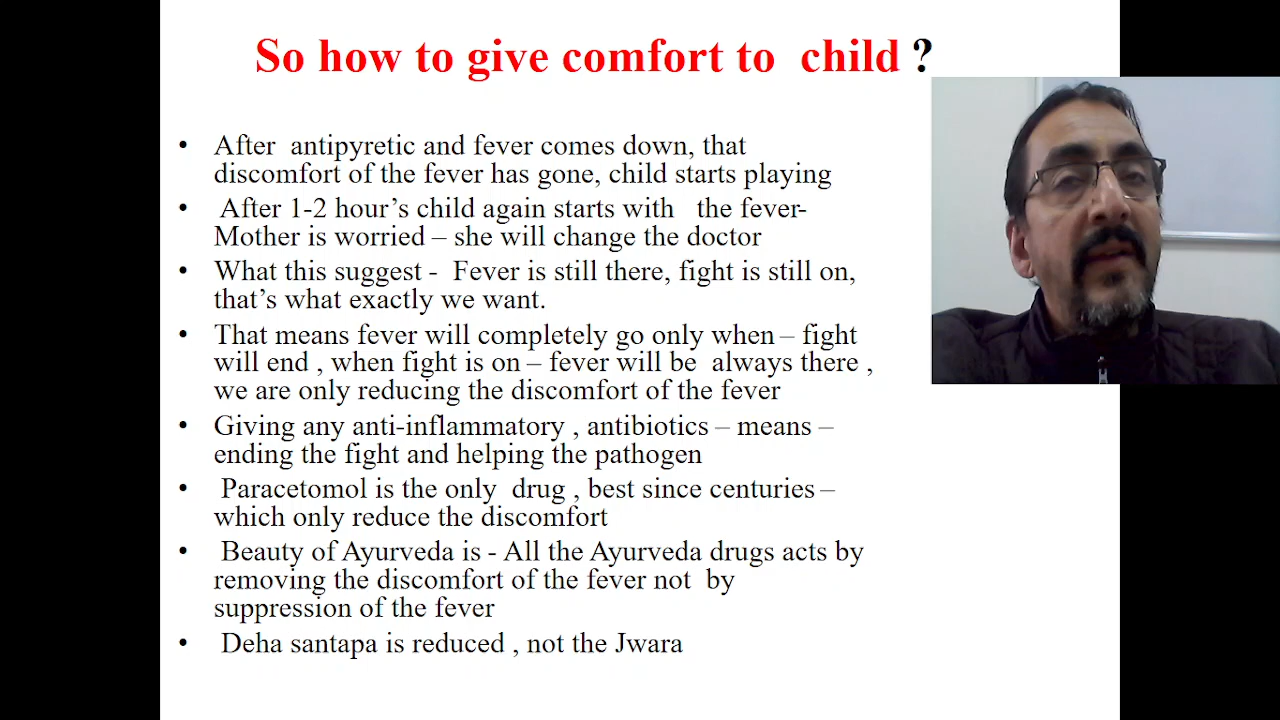 So how to give comfort to child ?
• After antipyretic and fever comes down, that
discomfort of the fever has gone, child starts playing
• After 1-2 hour’s child again starts with the fever-
Mother is worried – she will change the doctor
• What this suggest - Fever is still there, fight is still on,
that’s what exactly we want.
• That means fever will completely go only when – fight
will end , when fight is on – fever will be always there ,
we are only reducing the discomfort of the fever
• Giving any anti-inflammatory , antibiotics – means –
ending the fight and helping the pathogen
• Paracetomol is the only drug , best since centuries –
which only reduce the discomfort
• Beauty of Ayurveda is - All the Ayurveda drugs acts by
removing the discomfort of the fever not by
suppression of the fever
• Deha santapa is reduced , not the Jwara